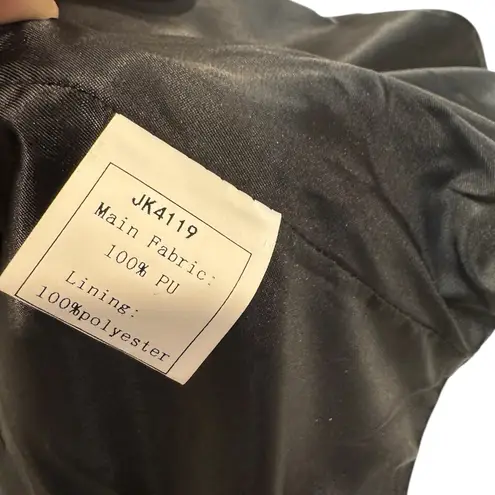 JK4119
Main Fabric:
100% PU
Lining:
100%polyester